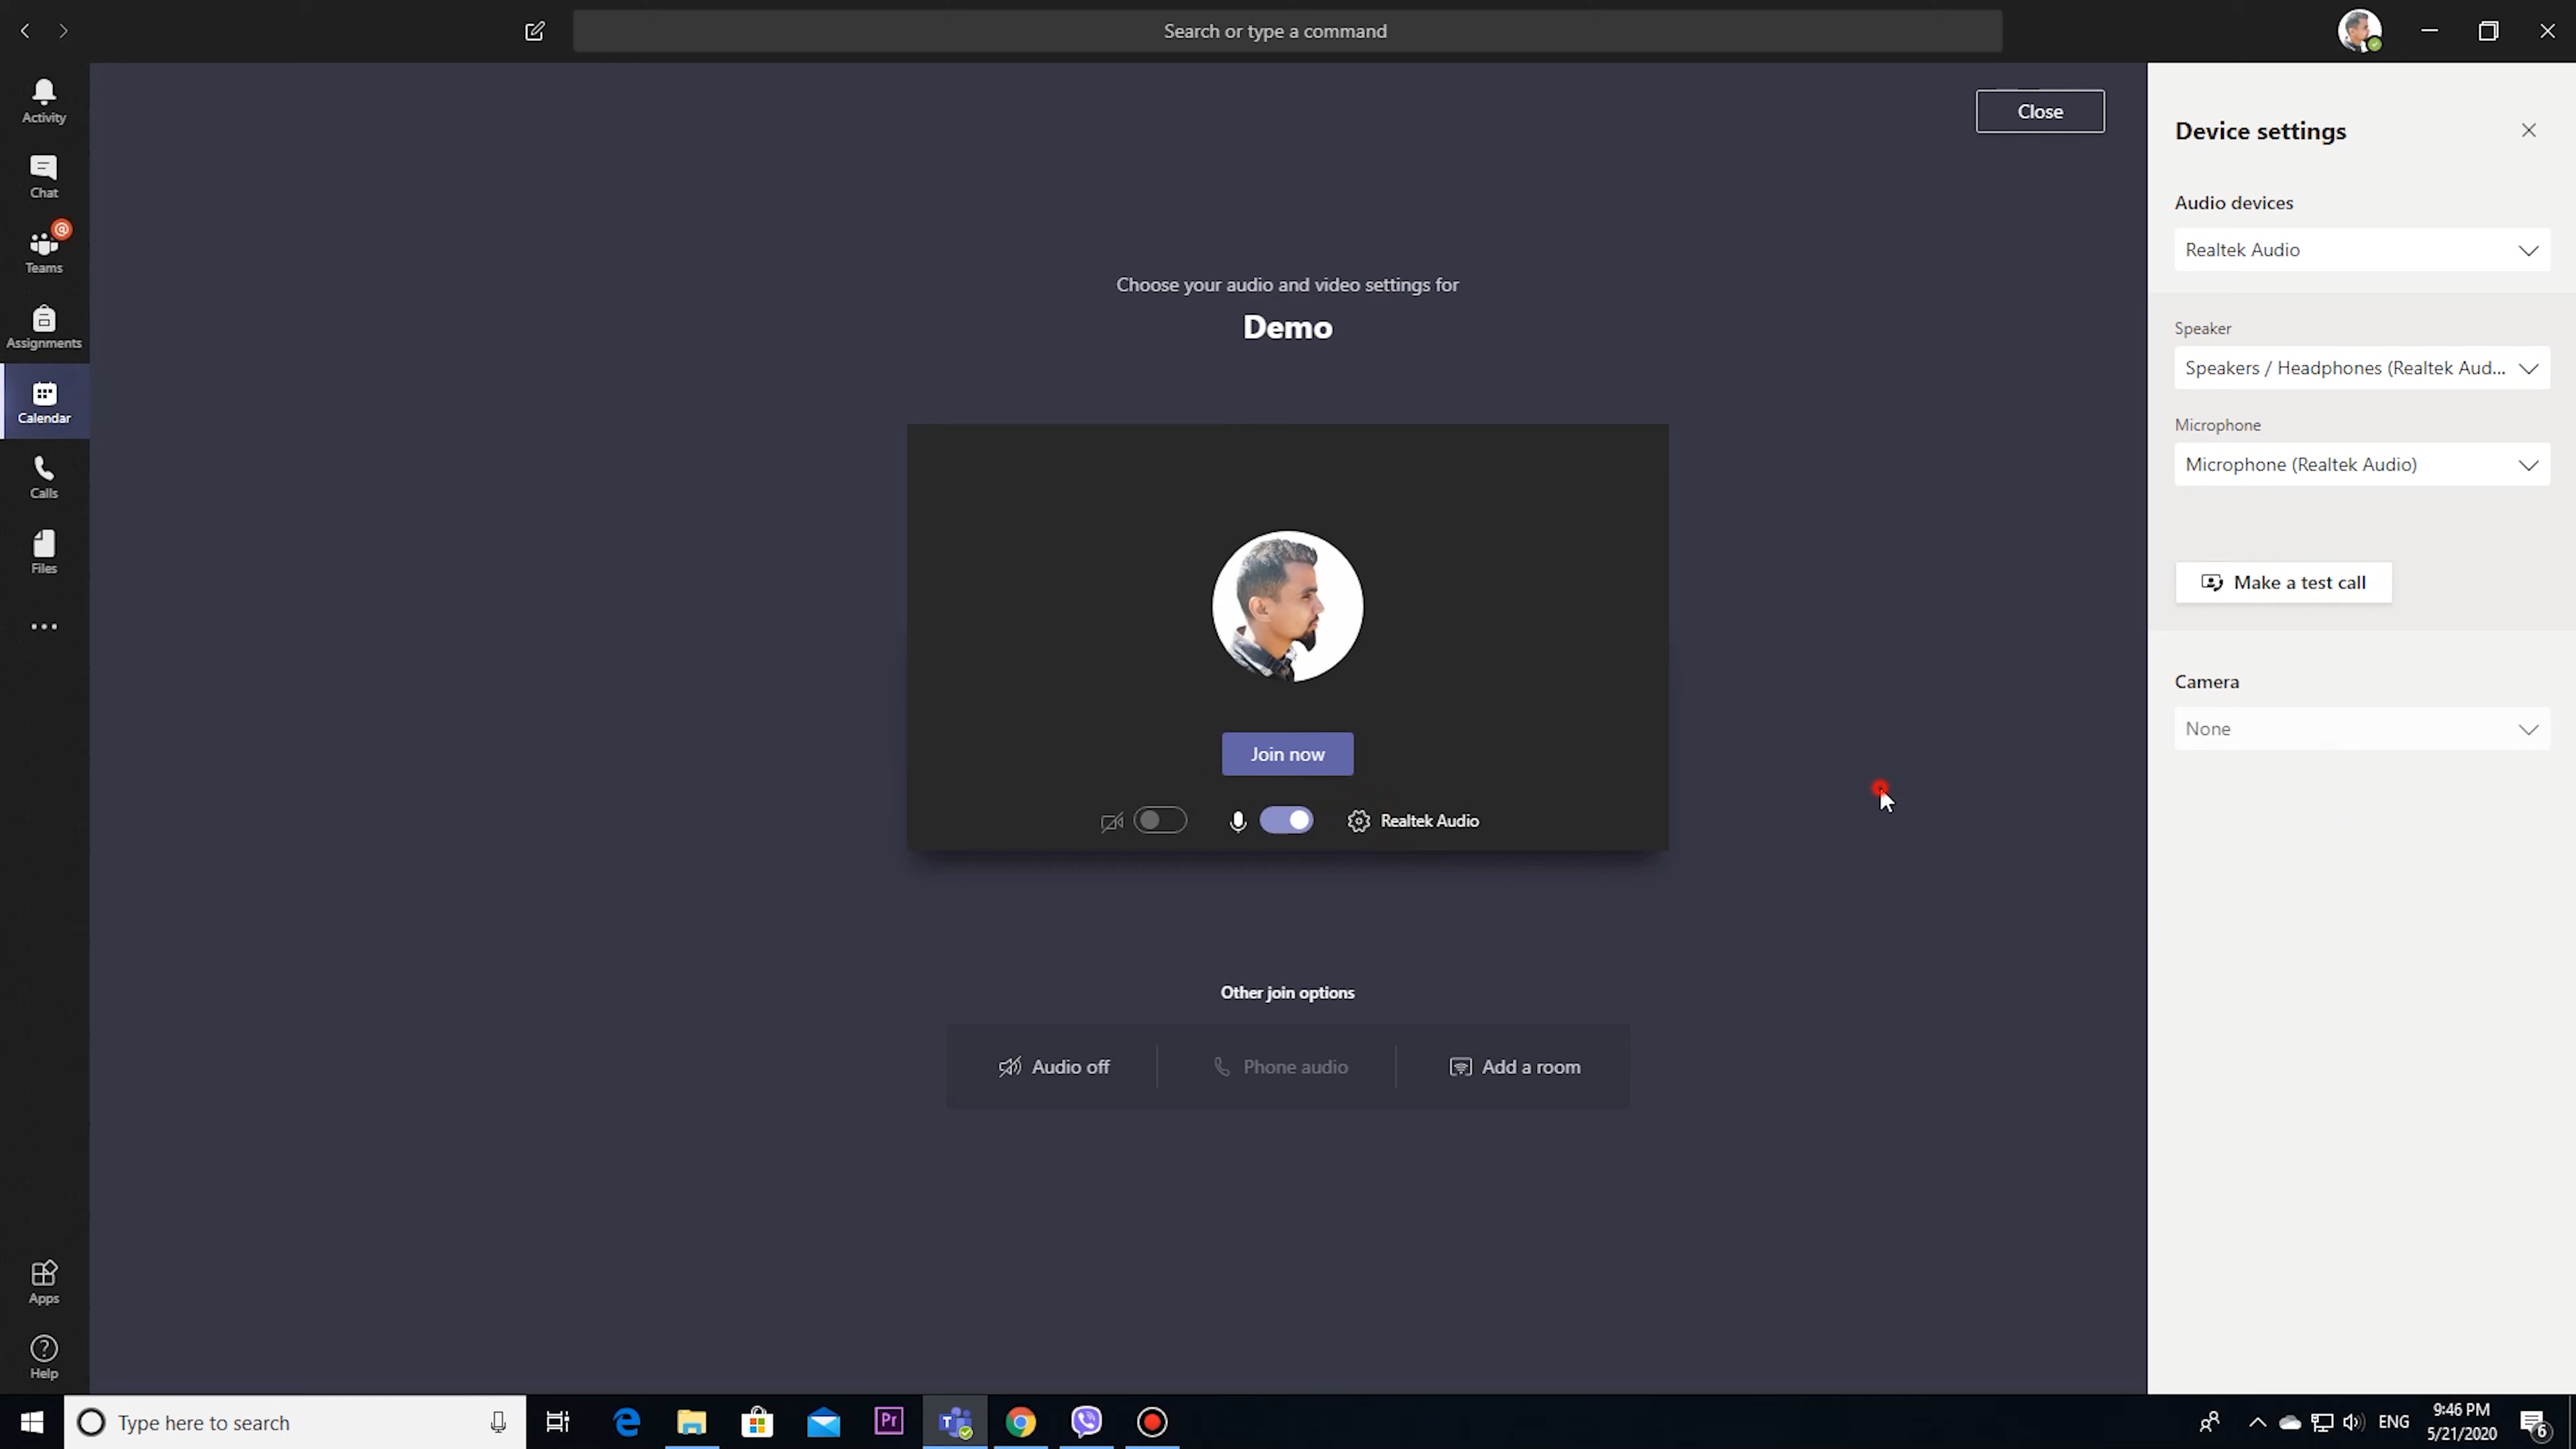 Search or type a command
Activity
Chat
@
Teams
Assignments
Calendar
Calls
Files
Apps
Help
Close
Choose your audio and video settings for
Demo
Join now
Realtek Audio
Other join options
Audio off
Phone audio
Add a room
Device settings
Audio devices
Realtek Audio
Speaker
Speakers / Headphones (Realtek Aud...
Microphone
Microphone (Realtek Audio)
Make a test call
Camera
None
Type here to search
Pr
T
ENG
9:46 PM
5/21/2020
6